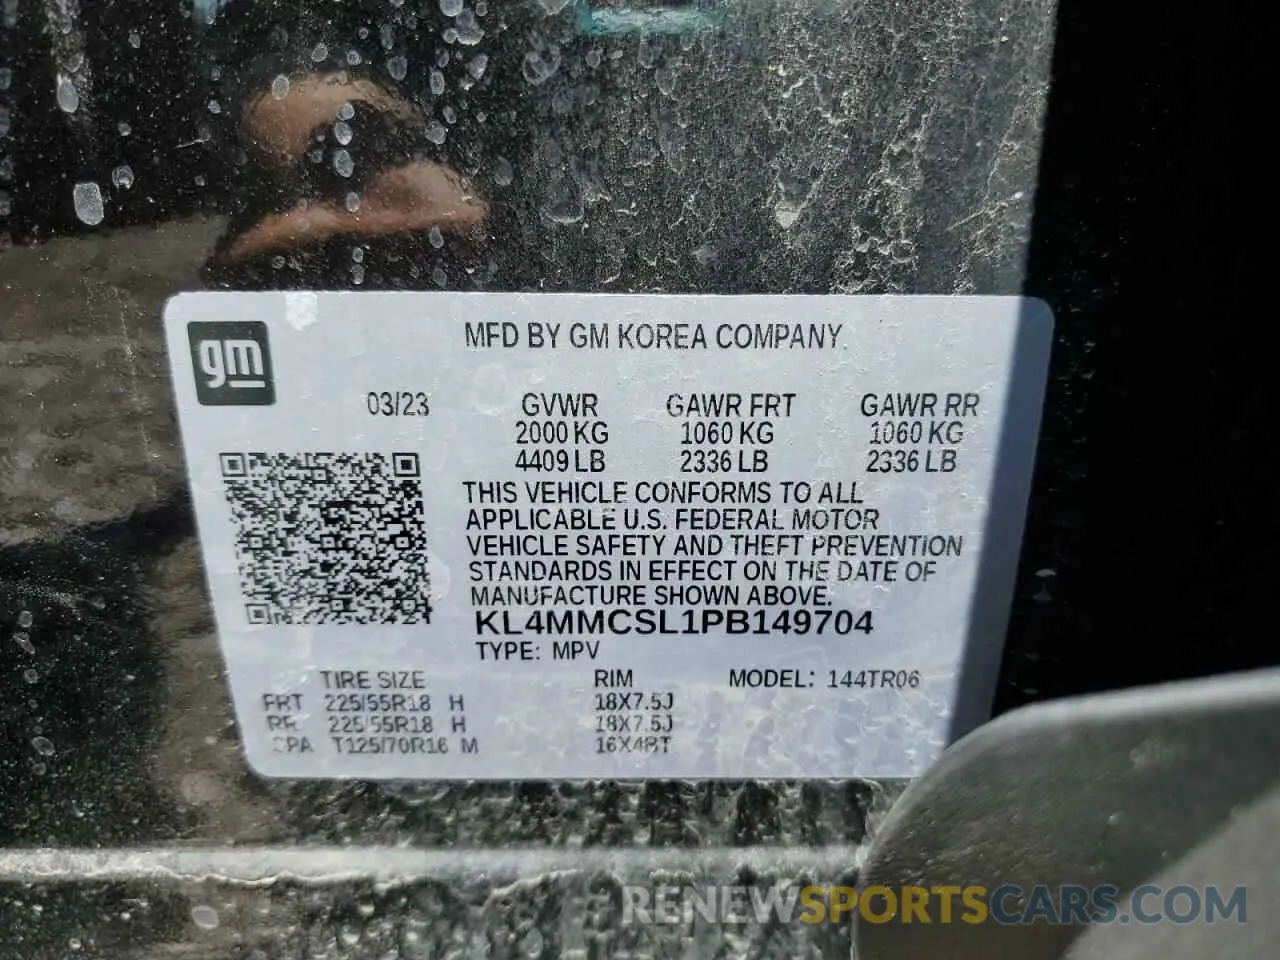 gm
MFD BY GM KOREA COMPANY
03/23 GVWR GAWR FRT GAWR RR
2000 KG 1060 KG 1060 KG
4409 LB 2336 LB 2336 LB
THIS VEHICLE CONFORMS TO ALL
APPLICABLE U.S. FEDERAL MOTOR
VEHICLE SAFETY AND THEFT PREVENTION
STANDARDS IN EFFECT ON THE DATE OF
MANUFACTURE SHOWN ABOVE.
KL4MMCSL1PB149704
TYPE: MPV
TIRE SIZE RIM MODEL: 144TR06
FRT 225/55R18 H 18X7.5J
RR 225/55R18 H 18X7.5J
SPA T125/70R16 M 16X4BT
RENEWSPORTSCARS.COM